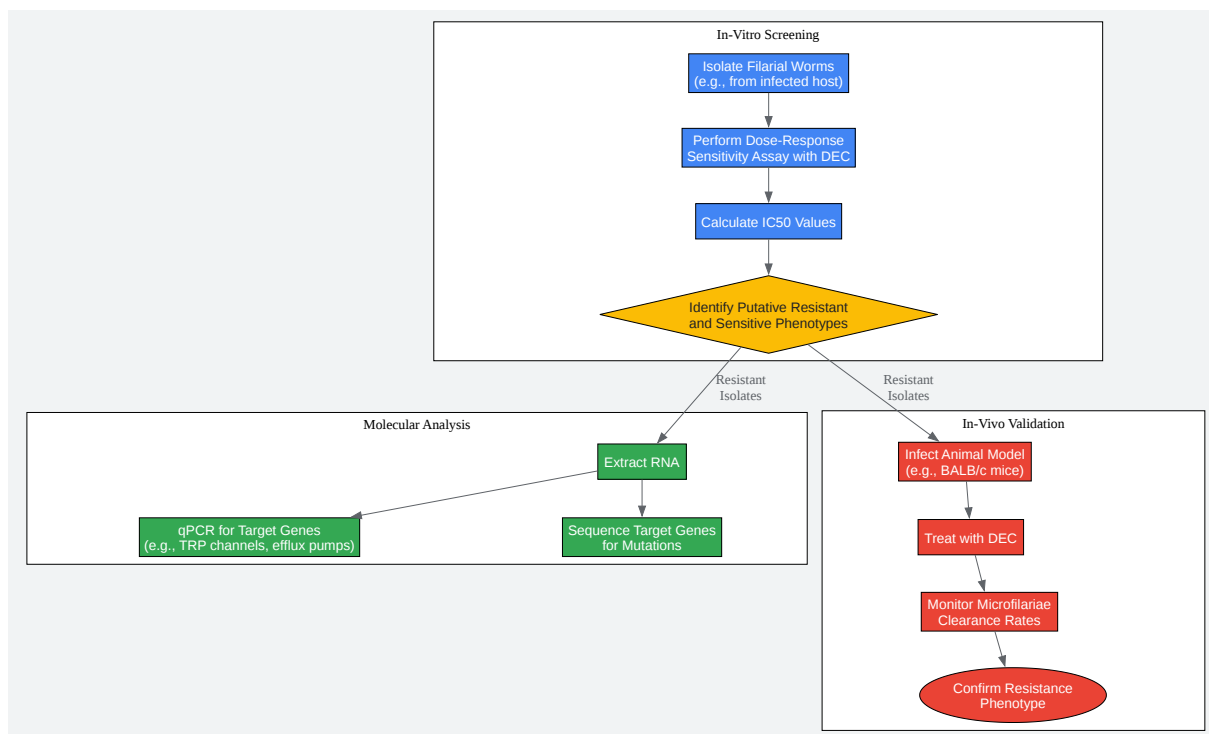 In-Vitro Screening
Isolate Filarial Worms
(e.g., from infected host)
Perform Dose-Response
Sensitivity Assay with DEC
Calculate IC50 Values
Identify Putative Resistant
and Sensitive Phenotypes
Resistant
Isolates
Resistant
Isolates
Molecular Analysis
Extract RNA
qPCR for Target Genes
(e.g., TRP channels, efflux pumps)
Sequence Target Genes
for Mutations
In-Vivo Validation
Infect Animal Model
(e.g., BALB/c mice)
Treat with DEC
Monitor Microfilariae
Clearance Rates
Confirm Resistance
Phenotype